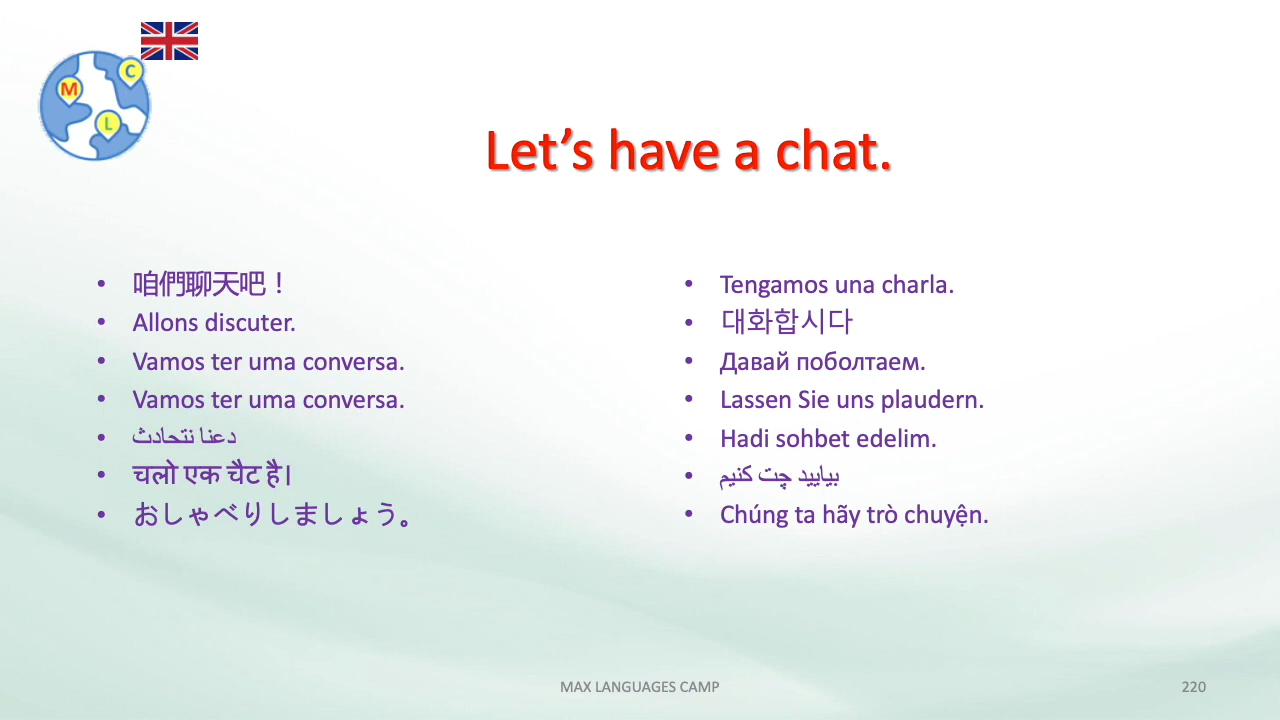 M
C
L
Let’s have a chat.
• 咱們聊天吧！
• Allons discuter.
• Vamos ter uma conversa.
• Vamos ter uma conversa.
• دعنا نتحادث
• चलो एक चैट है।
• おしゃべりしましょう。
• Tengamos una charla.
• 대화합시다
• Давай поболтаем.
• Lassen Sie uns plaudern.
• Hadi sohbet edelim.
• بیایید چت کنیم
• Chúng ta hãy trò chuyện.
MAX LANGUAGES CAMP
220